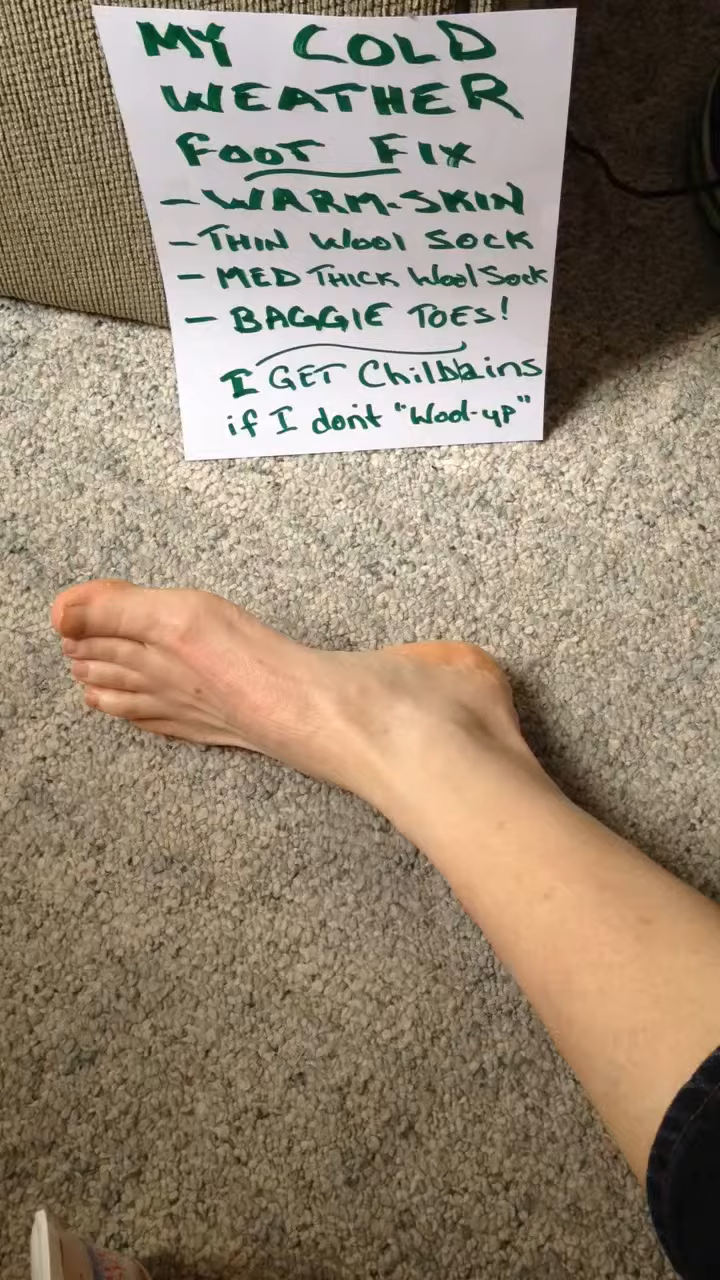 MY COLD
WEATHER
FOOT FIX
- WARM-SKIN
- THIN Wool SOCK
- MED THICK Wool Sock
- BAGGIE TOES!
I GET Chilblains
if I don't "Wool-up"